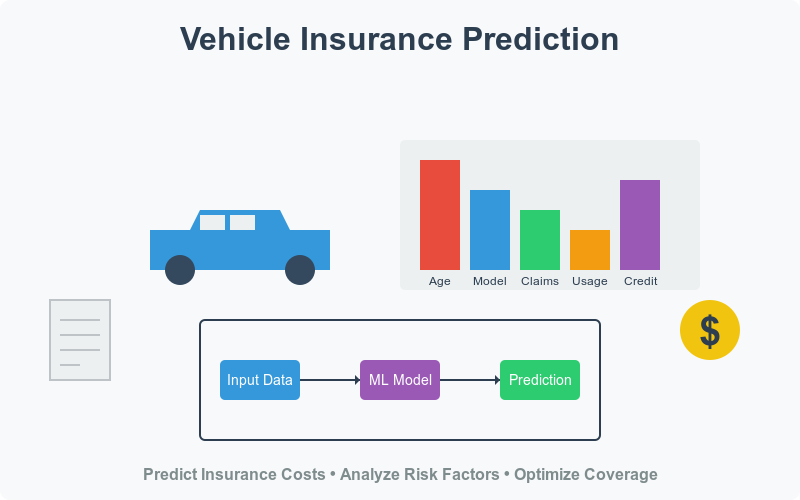 Vehicle Insurance Prediction
Age Model Claims Usage Credit
$
Input Data ML Model Prediction
Predict Insurance Costs • Analyze Risk Factors • Optimize Coverage